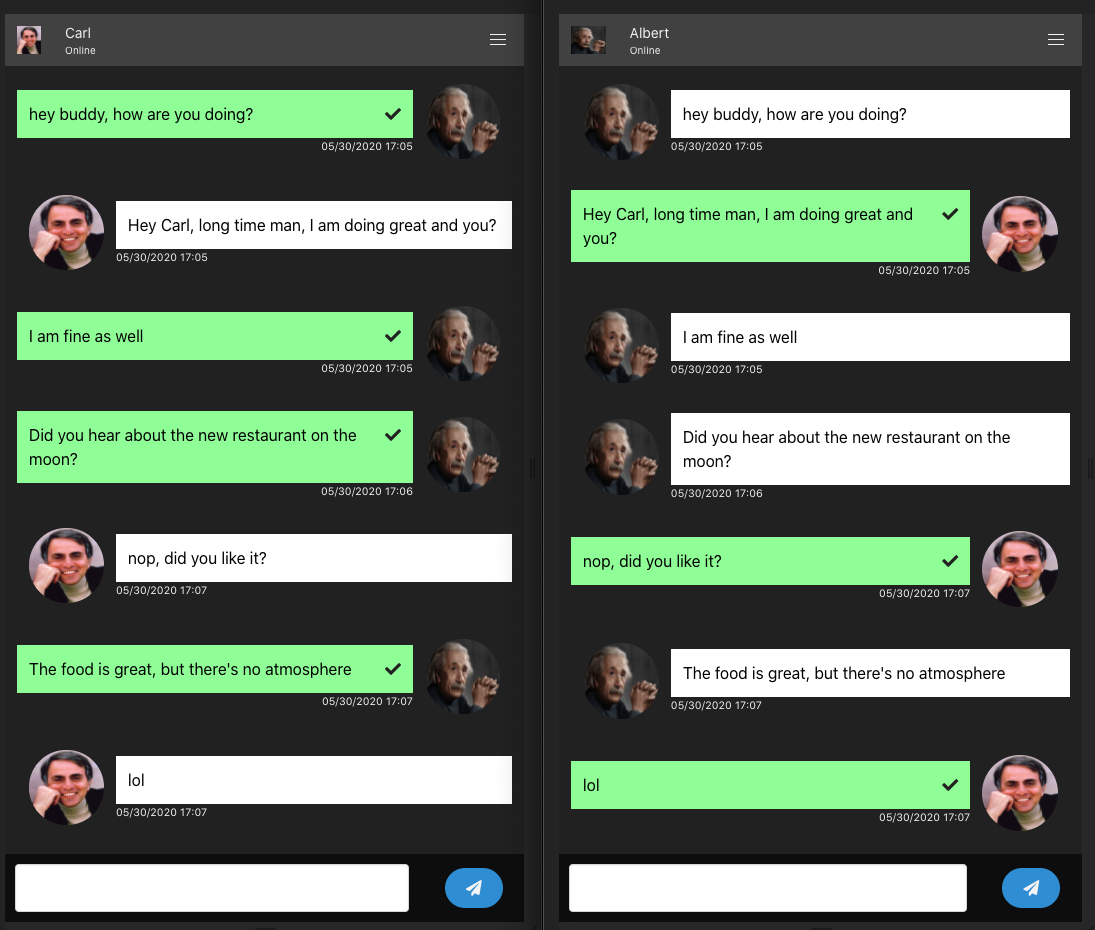 Carl
Online
hey buddy, how are you doing?
05/30/2020 17:05
Hey Carl, long time man, I am doing great and you?
05/30/2020 17:05
I am fine as well
05/30/2020 17:05
Did you hear about the new restaurant on the
moon?
05/30/2020 17:06
nop, did you like it?
05/30/2020 17:07
The food is great, but there's no atmosphere
05/30/2020 17:07
lol
05/30/2020 17:07
Albert
Online
hey buddy, how are you doing?
05/30/2020 17:05
Hey Carl, long time man, I am doing great and
you?
05/30/2020 17:05
I am fine as well
05/30/2020 17:05
Did you hear about the new restaurant on the
moon?
05/30/2020 17:06
nop, did you like it?
05/30/2020 17:07
The food is great, but there's no atmosphere
05/30/2020 17:07
lol
05/30/2020 17:07